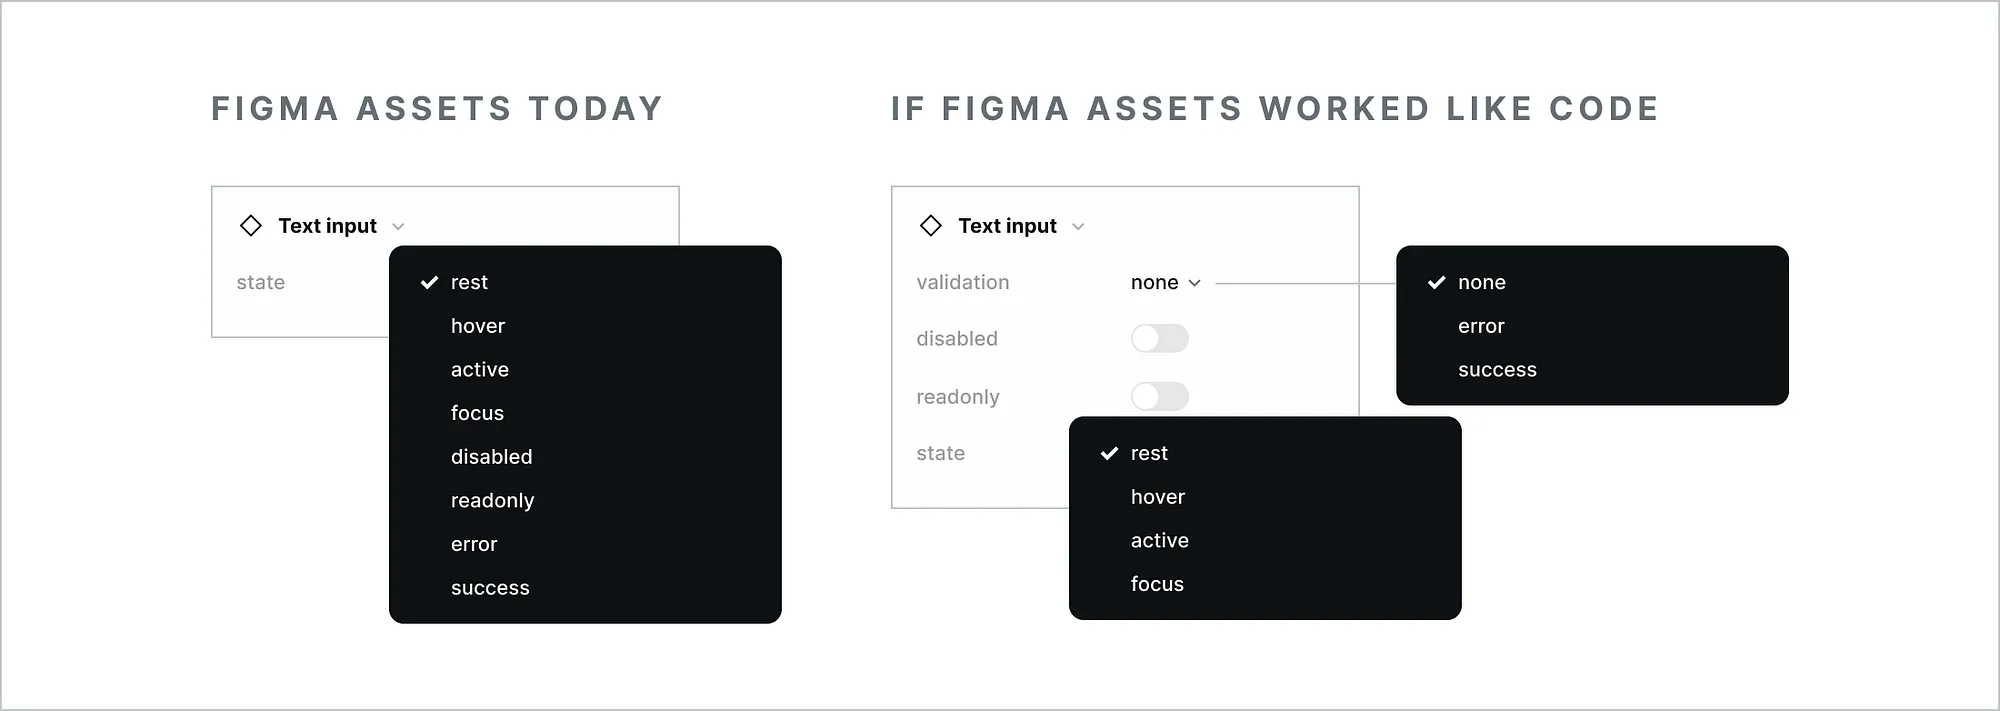 FIGMA ASSETS TODAY
Text input
state
rest
hover
active
focus
disabled
readonly
error
success
IF FIGMA ASSETS WORKED LIKE CODE
Text input
validation
none
disabled
readonly
state
none
error
success
rest
hover
active
focus